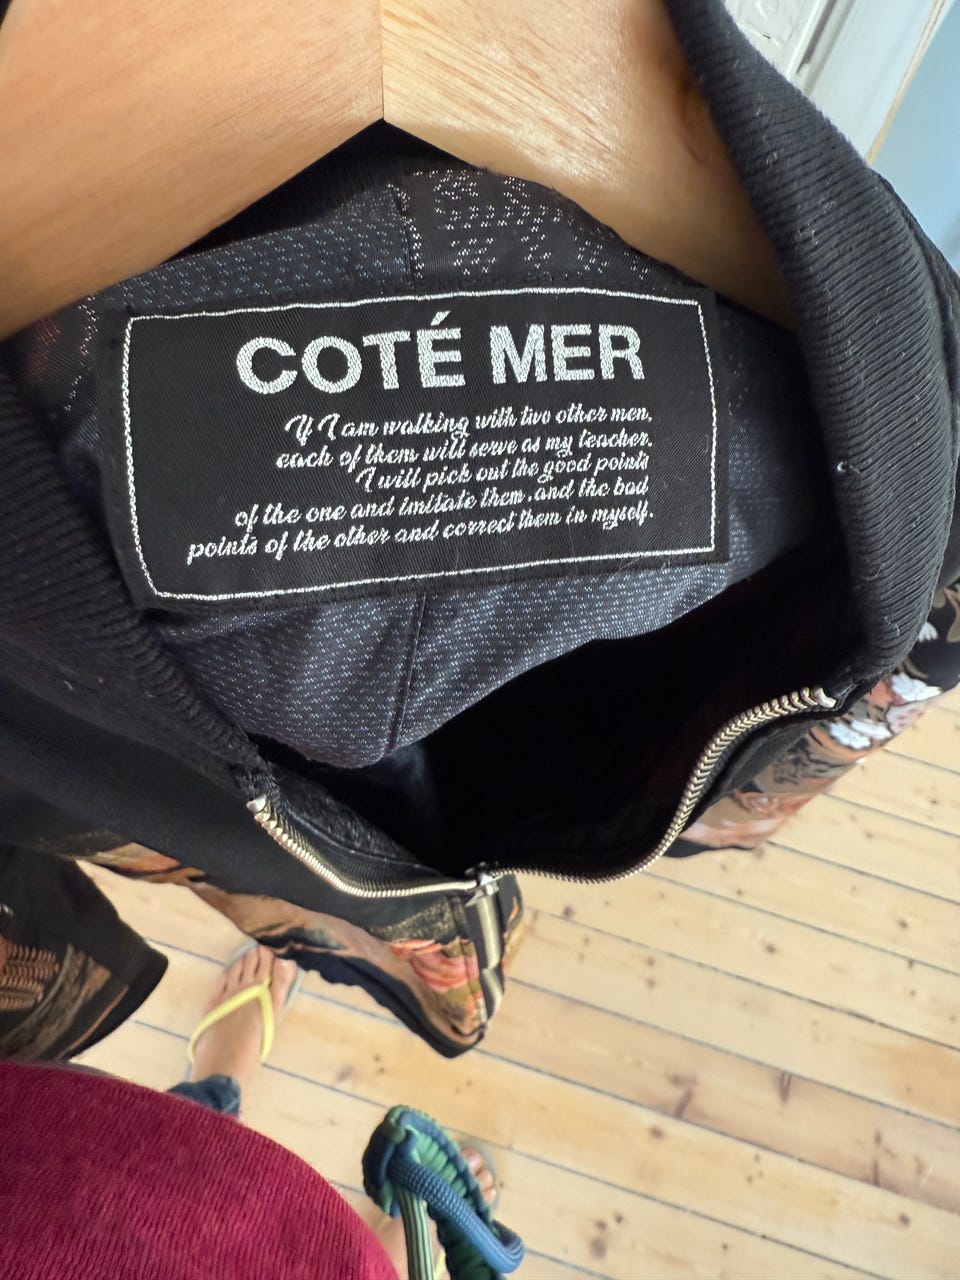 COTÉ MER
If I am walking with two other men,
each of them will serve as my teacher.
I will pick out the good points
of the one and imitate them, and the bad
points of the other and correct them in myself.